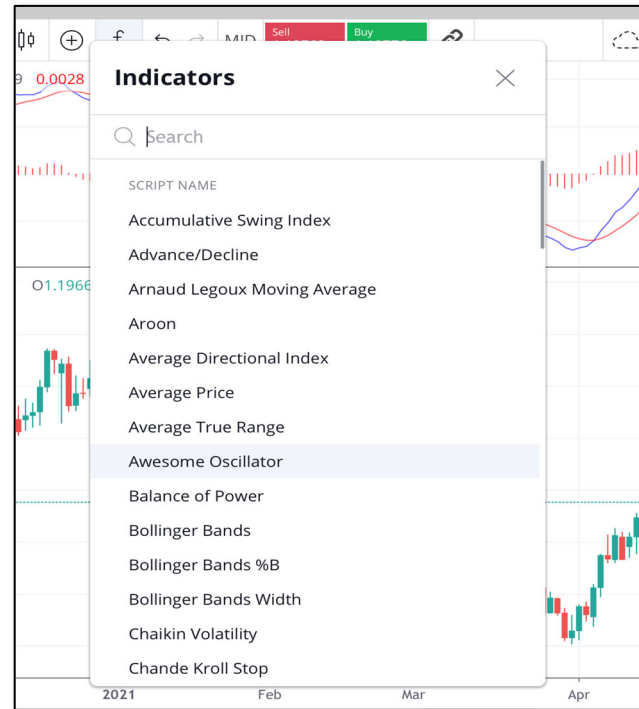 Sell
Buy
MID
9 0.0028
Indicators
Search
SCRIPT NAME
Accumulative Swing Index
Advance/Decline
Arnaud Legoux Moving Average
O1.1966
Aroon
Average Directional Index
Average Price
Average True Range
Awesome Oscillator
Balance of Power
Bollinger Bands
Bollinger Bands %B
Bollinger Bands Width
Chaikin Volatility
Chande Kroll Stop
2021 Feb Mar Apr